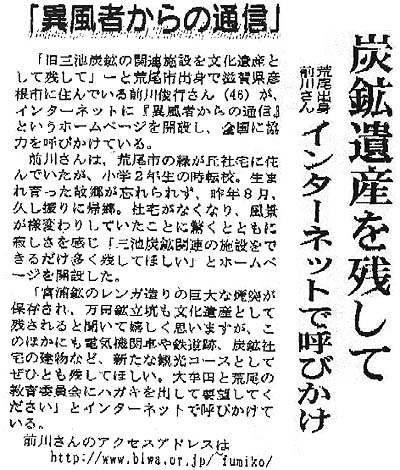 炭鉱遺産を残して
荒尾出身
前川さん
インターネットで呼びかけ
「異風者からの通信」
「旧三池炭鉱の関連施設を文化遺産と
して残して」ーと荒尾市出身で滋賀県彦
根市に住んでいる前川俊行さん（46）が、
インターネットに『異風者からの通信』
というホームページを開設し、全国に協
力を呼びかけている。
前川さんは、荒尾市の緑が丘社宅に住
んでいたが、小学2年生の時転校。生ま
れ育った故郷が忘れられず、昨年8月、
久し振りに帰郷。社宅がなくなり、風景
が様変わりしていたことに驚くとともに
寂しさを感じ「三池炭鉱関連の施設をで
きるだけ多く残してほしい」とホームペ
ージを開設した。
「宮浦鉱のレンガ造りの巨大な煙突が
保存され、万田鉱立坑も文化遺産として
残されると聞いて嬉しく思いますが、こ
のほかにも電気機関車や鉄道跡、炭鉱社
宅の建物など、新たな観光コースとして
ぜひとも残してほしい。大牟田と荒尾の
教育委員会にハガキを出して要望してく
ださい」とインターネットで呼びかけて
いる。
前川さんのアクセスアドレスは
http://www.biwa.or.jp/~fumiko/